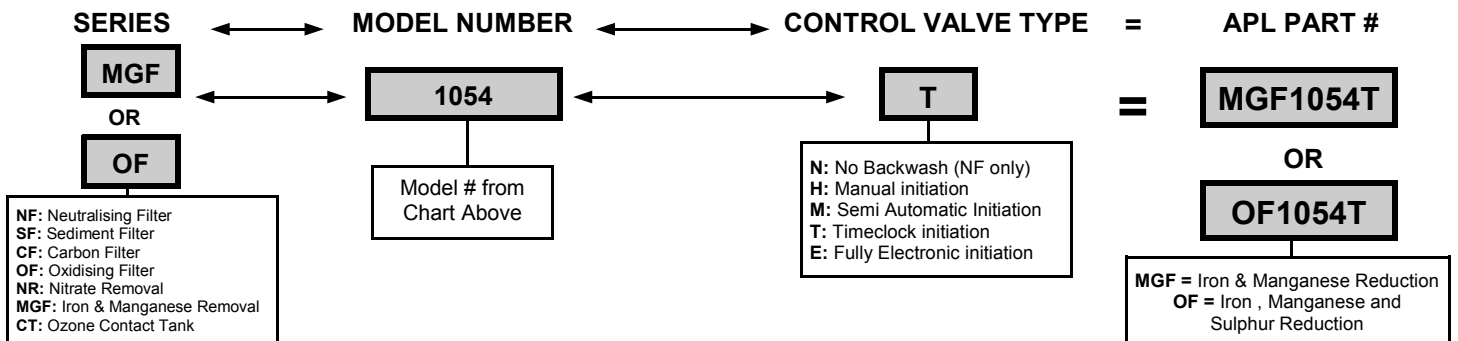 SERIES MODEL NUMBER CONTROL VALVE TYPE = APL PART #
MGF 1054 T = MGF1054T
OR
OF
NF: Neutralising Filter
SF: Sediment Filter
CF: Carbon Filter
OF: Oxidising Filter
NR: Nitrate Removal
MGF: Iron & Manganese Removal
CT: Ozone Contact Tank
Model # from
Chart Above
N: No Backwash (NF only)
H: Manual initiation
M: Semi Automatic Initiation
T: Timeclock initiation
E: Fully Electronic initiation
OR
OF1054T
MGF = Iron & Manganese Reduction
OF = Iron , Manganese and
Sulphur Reduction